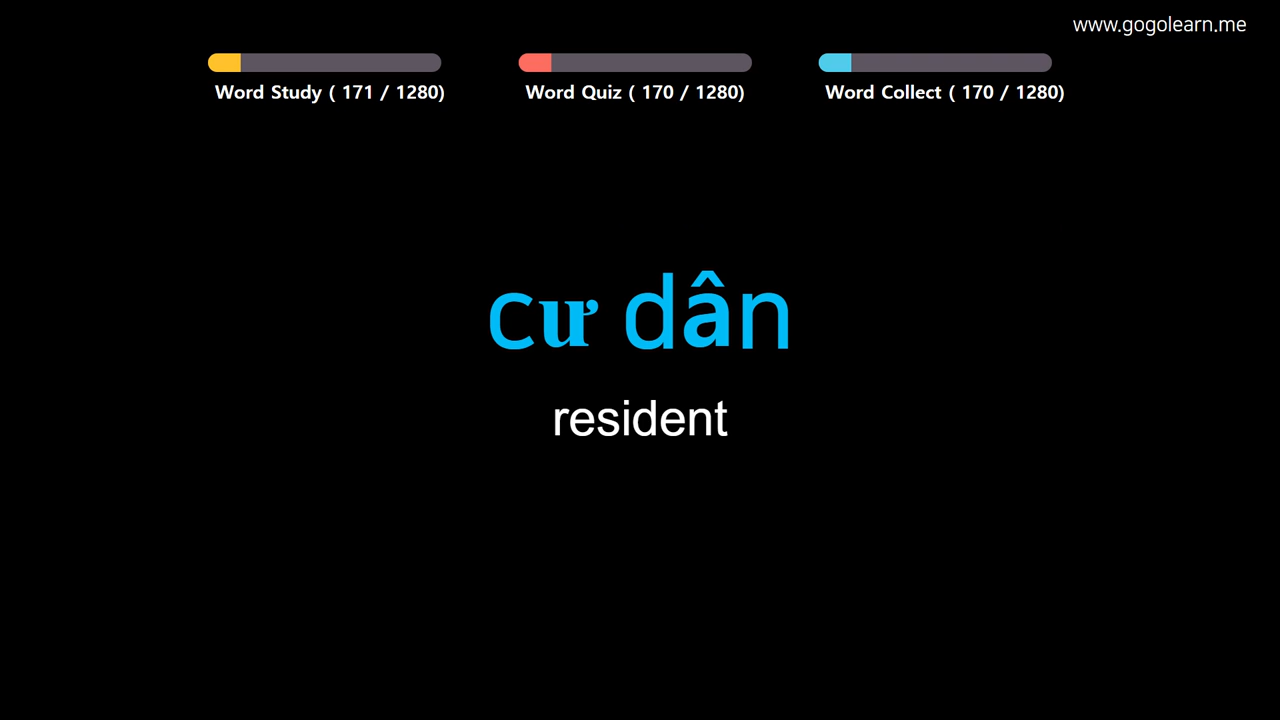 www.gogolearn.me
Word Study ( 171 / 1280)
Word Quiz ( 170 / 1280)
Word Collect ( 170 / 1280)
cư dân
resident